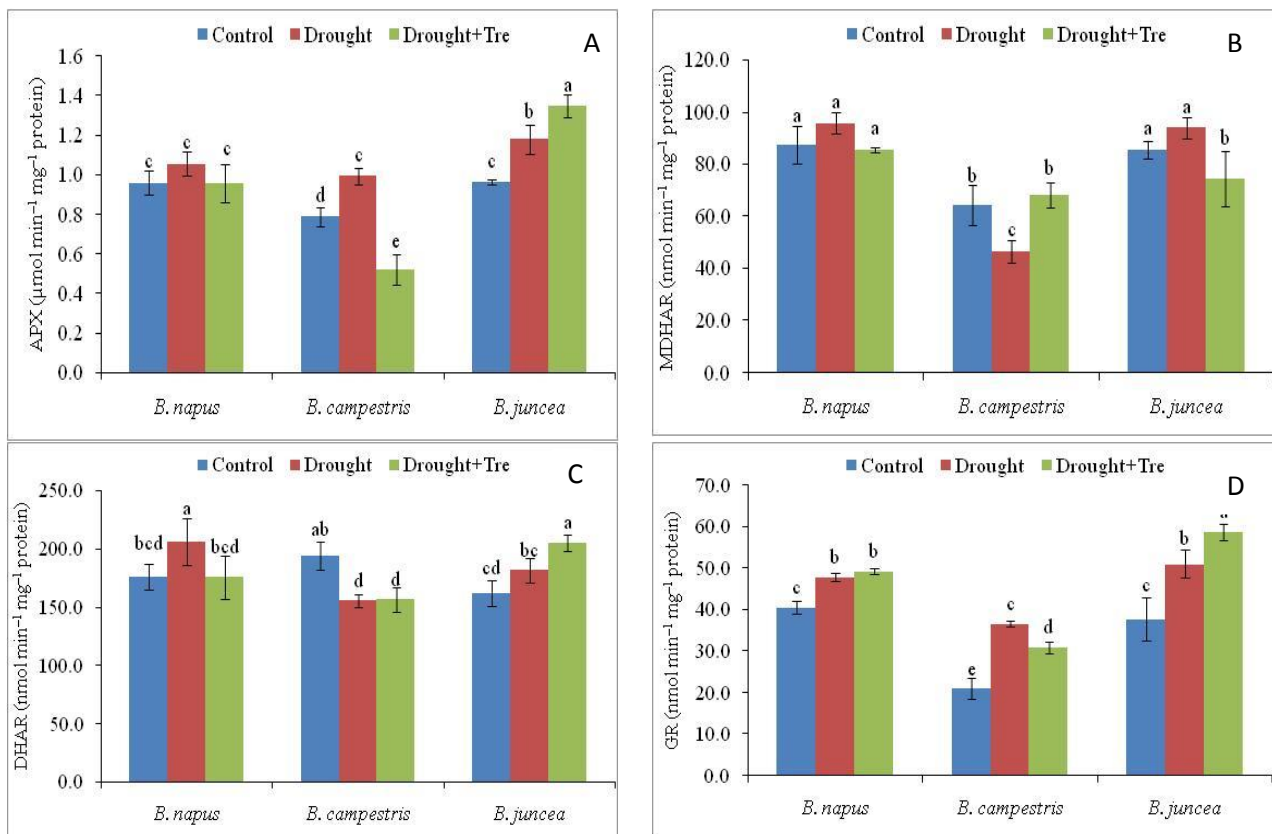 Control Drought Drought+Tre
A
APX (µmol min⁻¹ mg⁻¹ protein)
1.6
1.4
1.2
1.0
0.8
0.6
0.4
0.2
0.0
c c c
d c e
c b a
B. napus B. campestris B. juncea
Control Drought Drought+Tre
B
MDHAR (nmol min⁻¹ mg⁻¹ protein)
120.0
100.0
80.0
60.0
40.0
20.0
0.0
a a a
b c b
a a b
B. napus B. campestris B. juncea
Control Drought Drought+Tre
C
DHAR (nmol min⁻¹ mg⁻¹ protein)
250.0
200.0
150.0
100.0
50.0
0.0
bcd a bcd
ab d d
cd bc a
B. napus B. campestris B. juncea
Control Drought Drought+Tre
D
GR (nmol min⁻¹ mg⁻¹ protein)
70.0
60.0
50.0
40.0
30.0
20.0
10.0
0.0
c b b
e c d
c b
B. napus B. campestris B. juncea